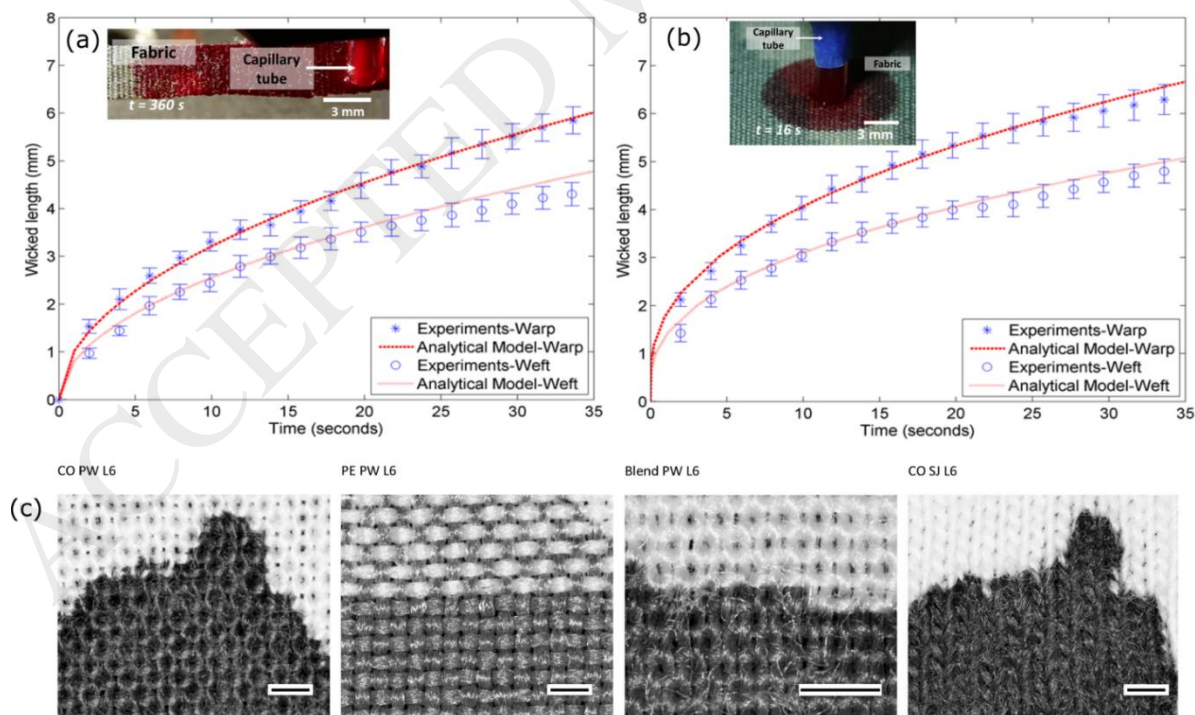 (a)
Fabric
Capillary
tube
t = 360 s
3 mm
Wicked length (mm)
8
7
6
5
4
3
2
1
0
0
5
10
15
20
25
30
35
Time (seconds)
Experiments-Warp
Analytical Model-Warp
Experiments-Weft
Analytical Model-Weft
(b)
Capillary
tube
Fabric
t = 16 s
3 mm
Wicked length (mm)
8
7
6
5
4
3
2
1
0
0
5
10
15
20
25
30
35
Time (seconds)
Experiments-Warp
Analytical Model-Warp
Experiments-Weft
Analytical Model-Weft
(c)
CO PW L6
PE PW L6
Blend PW L6
CO SJ L6
ACCEPTED M